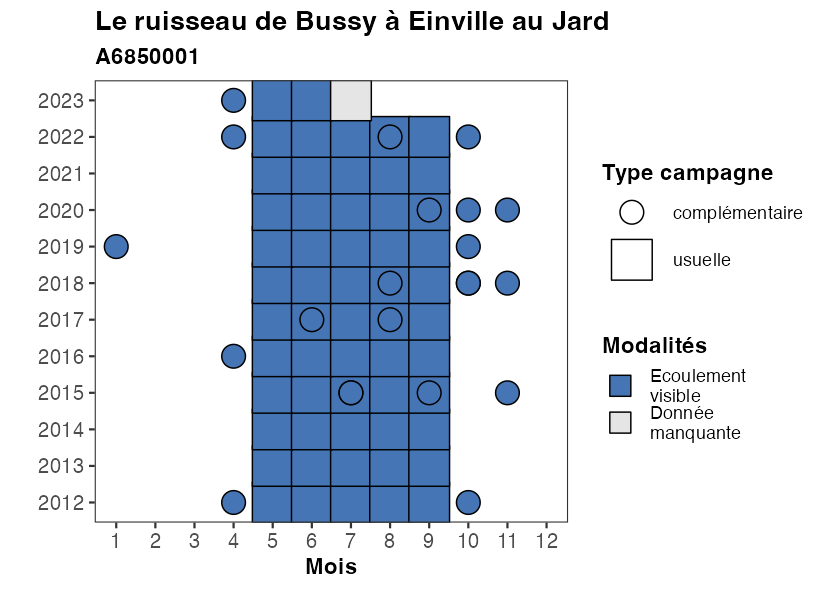 Le ruisseau de Bussy à Einville au Jard
A6850001
2023
2022
2021
2020
2019
2018
2017
2016
2015
2014
2013
2012
1 2 3 4 5 6 7 8 9 10 11 12
Mois
Type campagne
complémentaire
usuelle
Modalités
Ecoulement
visible
Donnée
manquante